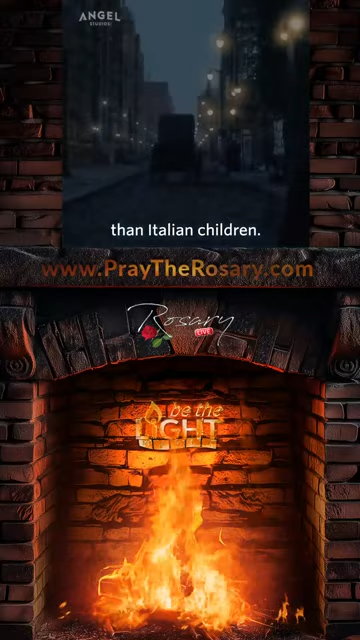 ANGEL
STUDIOS
than Italian children.
www.PrayTheRosary.com
Rosary
LIVE
be the
LIGHT